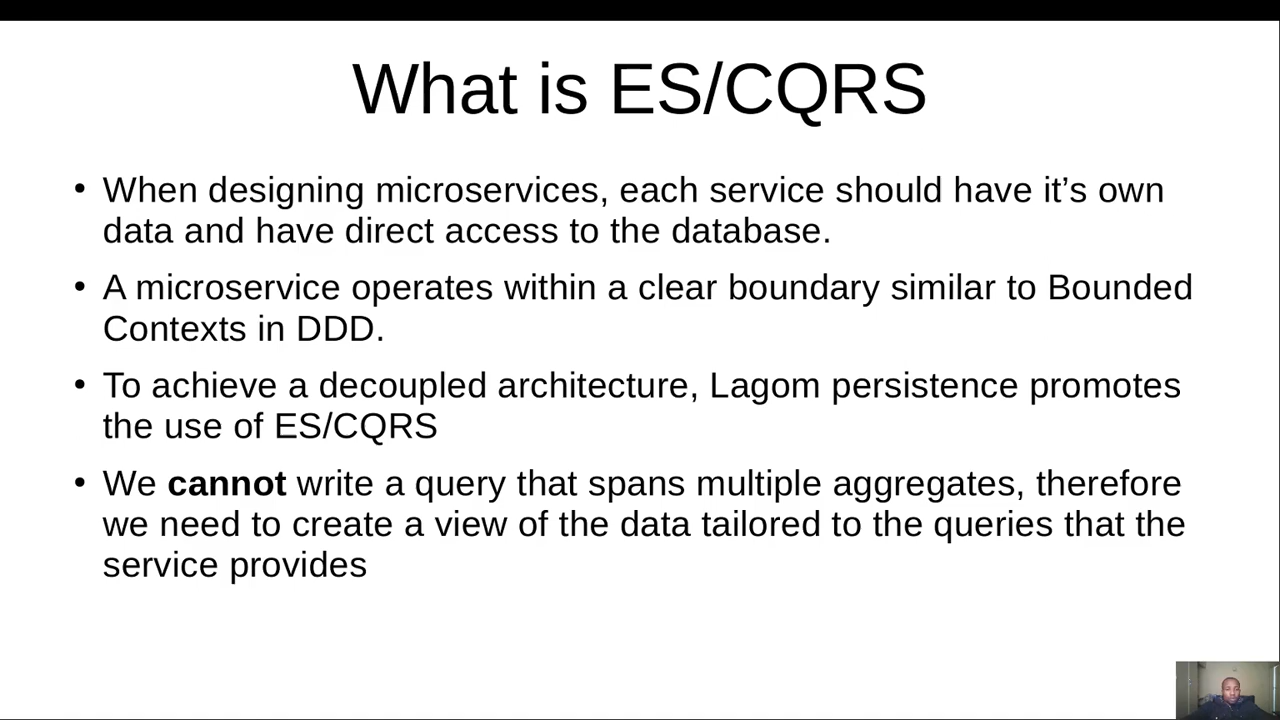 What is ES/CQRS
• When designing microservices, each service should have it’s own
data and have direct access to the database.
• A microservice operates within a clear boundary similar to Bounded
Contexts in DDD.
• To achieve a decoupled architecture, Lagom persistence promotes
the use of ES/CQRS
• We cannot write a query that spans multiple aggregates, therefore
we need to create a view of the data tailored to the queries that the
service provides